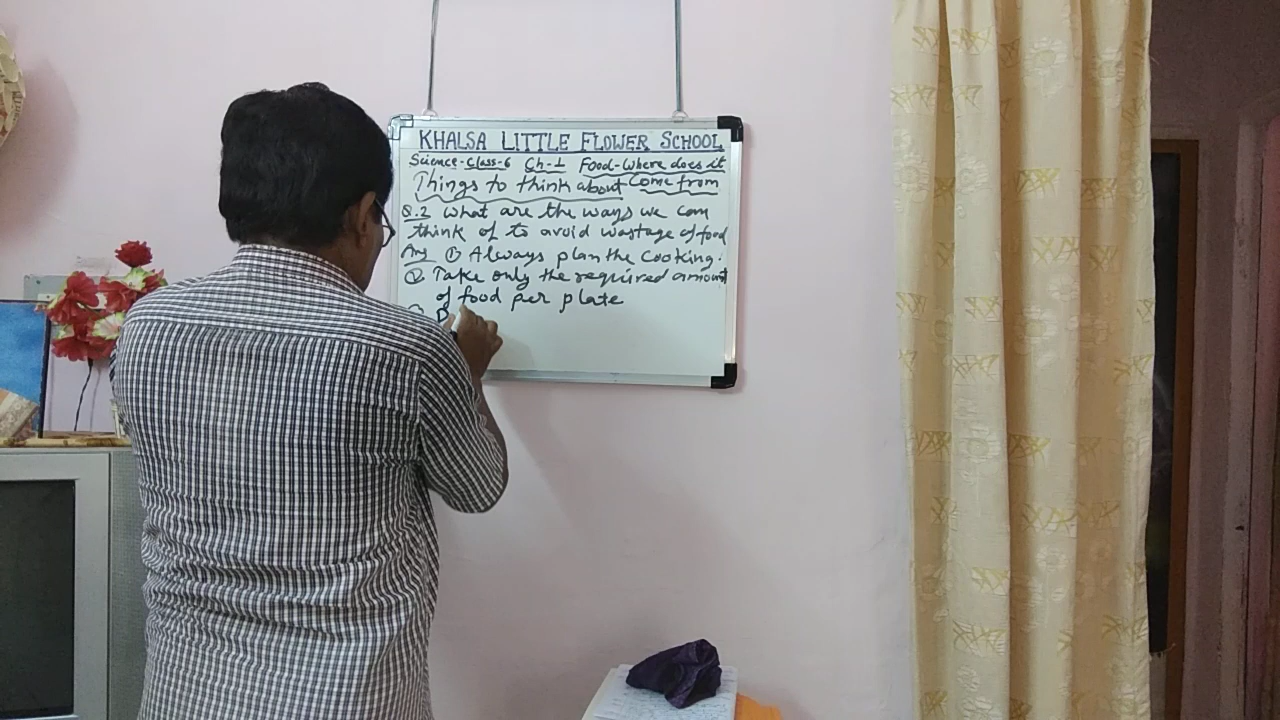 KHALSA LITTLE FLOWER SCHOOL
Science-Class-6 Ch-1 Food-Where does it
Things to think about Come from
Q.2 What are the ways we can
think of to avoid wastage of food
Ans ① Always plan the cooking.
② Take only the required amount
of food per plate